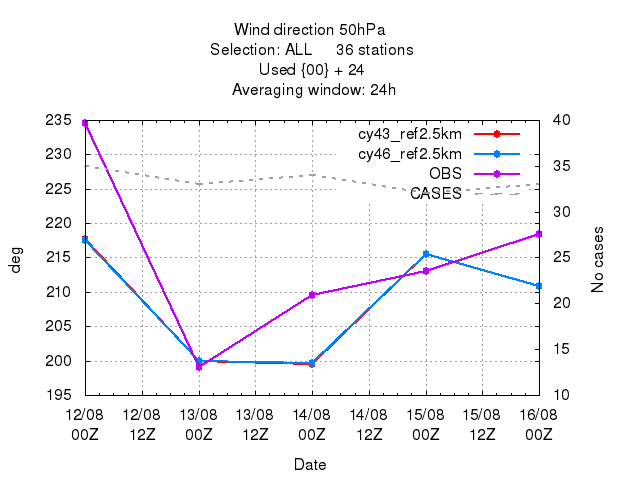 Wind direction 50hPa
Selection: ALL 36 stations
Used {00} + 24
Averaging window: 24h
235 40
230 35
225 30
220 25
215 20
210 15
205 10
200
195
deg
No cases
cy43_ref2.5km
cy46_ref2.5km
OBS
CASES
12/08 12/08 13/08 13/08 14/08 14/08 15/08 15/08 16/08
00Z 12Z 00Z 12Z 00Z 12Z 00Z 12Z 00Z
Date